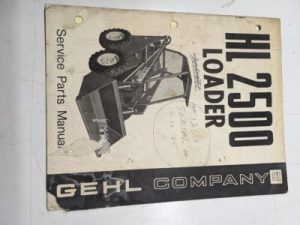 HL 2500
LOADER
Service Parts Manual
GEHL COMPANY